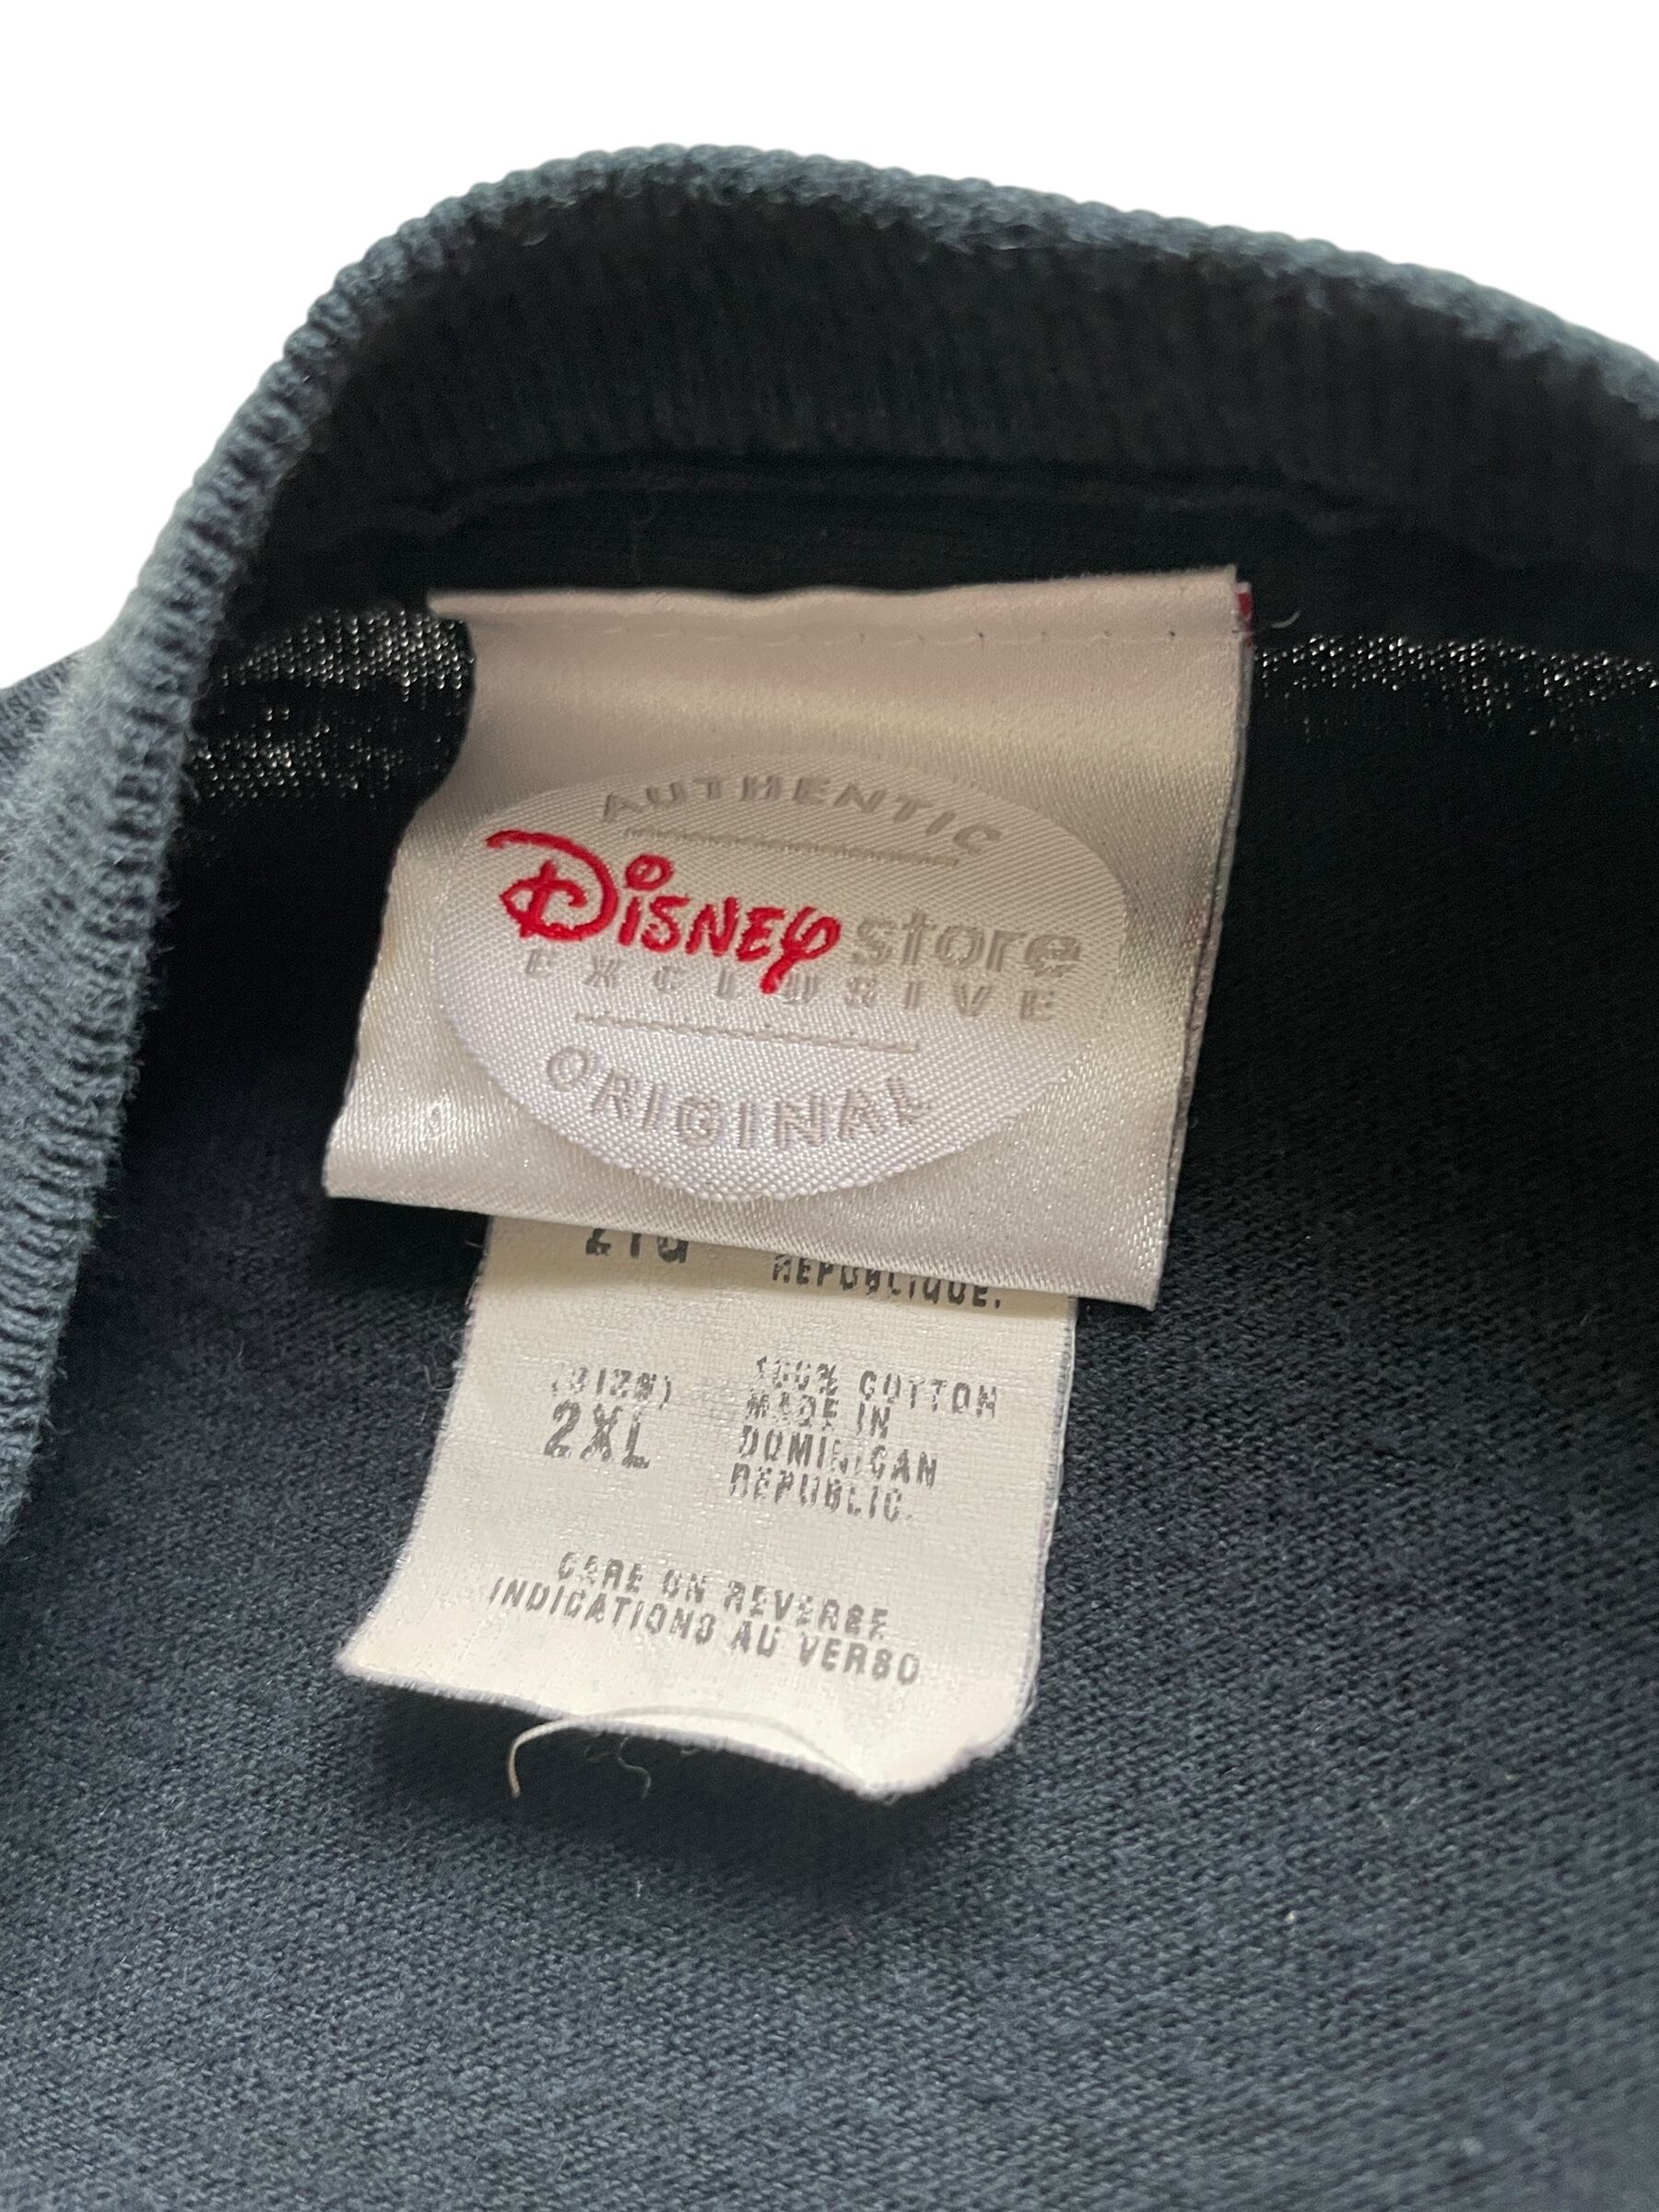 AUTHENTIC
Disney store
EXCLUSIVE
ORIGINAL
REPUBLIQUE.
(SIZE)
2XL
100% COTTON
MADE IN
DOMINICAN
REPUBLIC.
CARE ON REVERSE
INDICATIONS AU VERSO